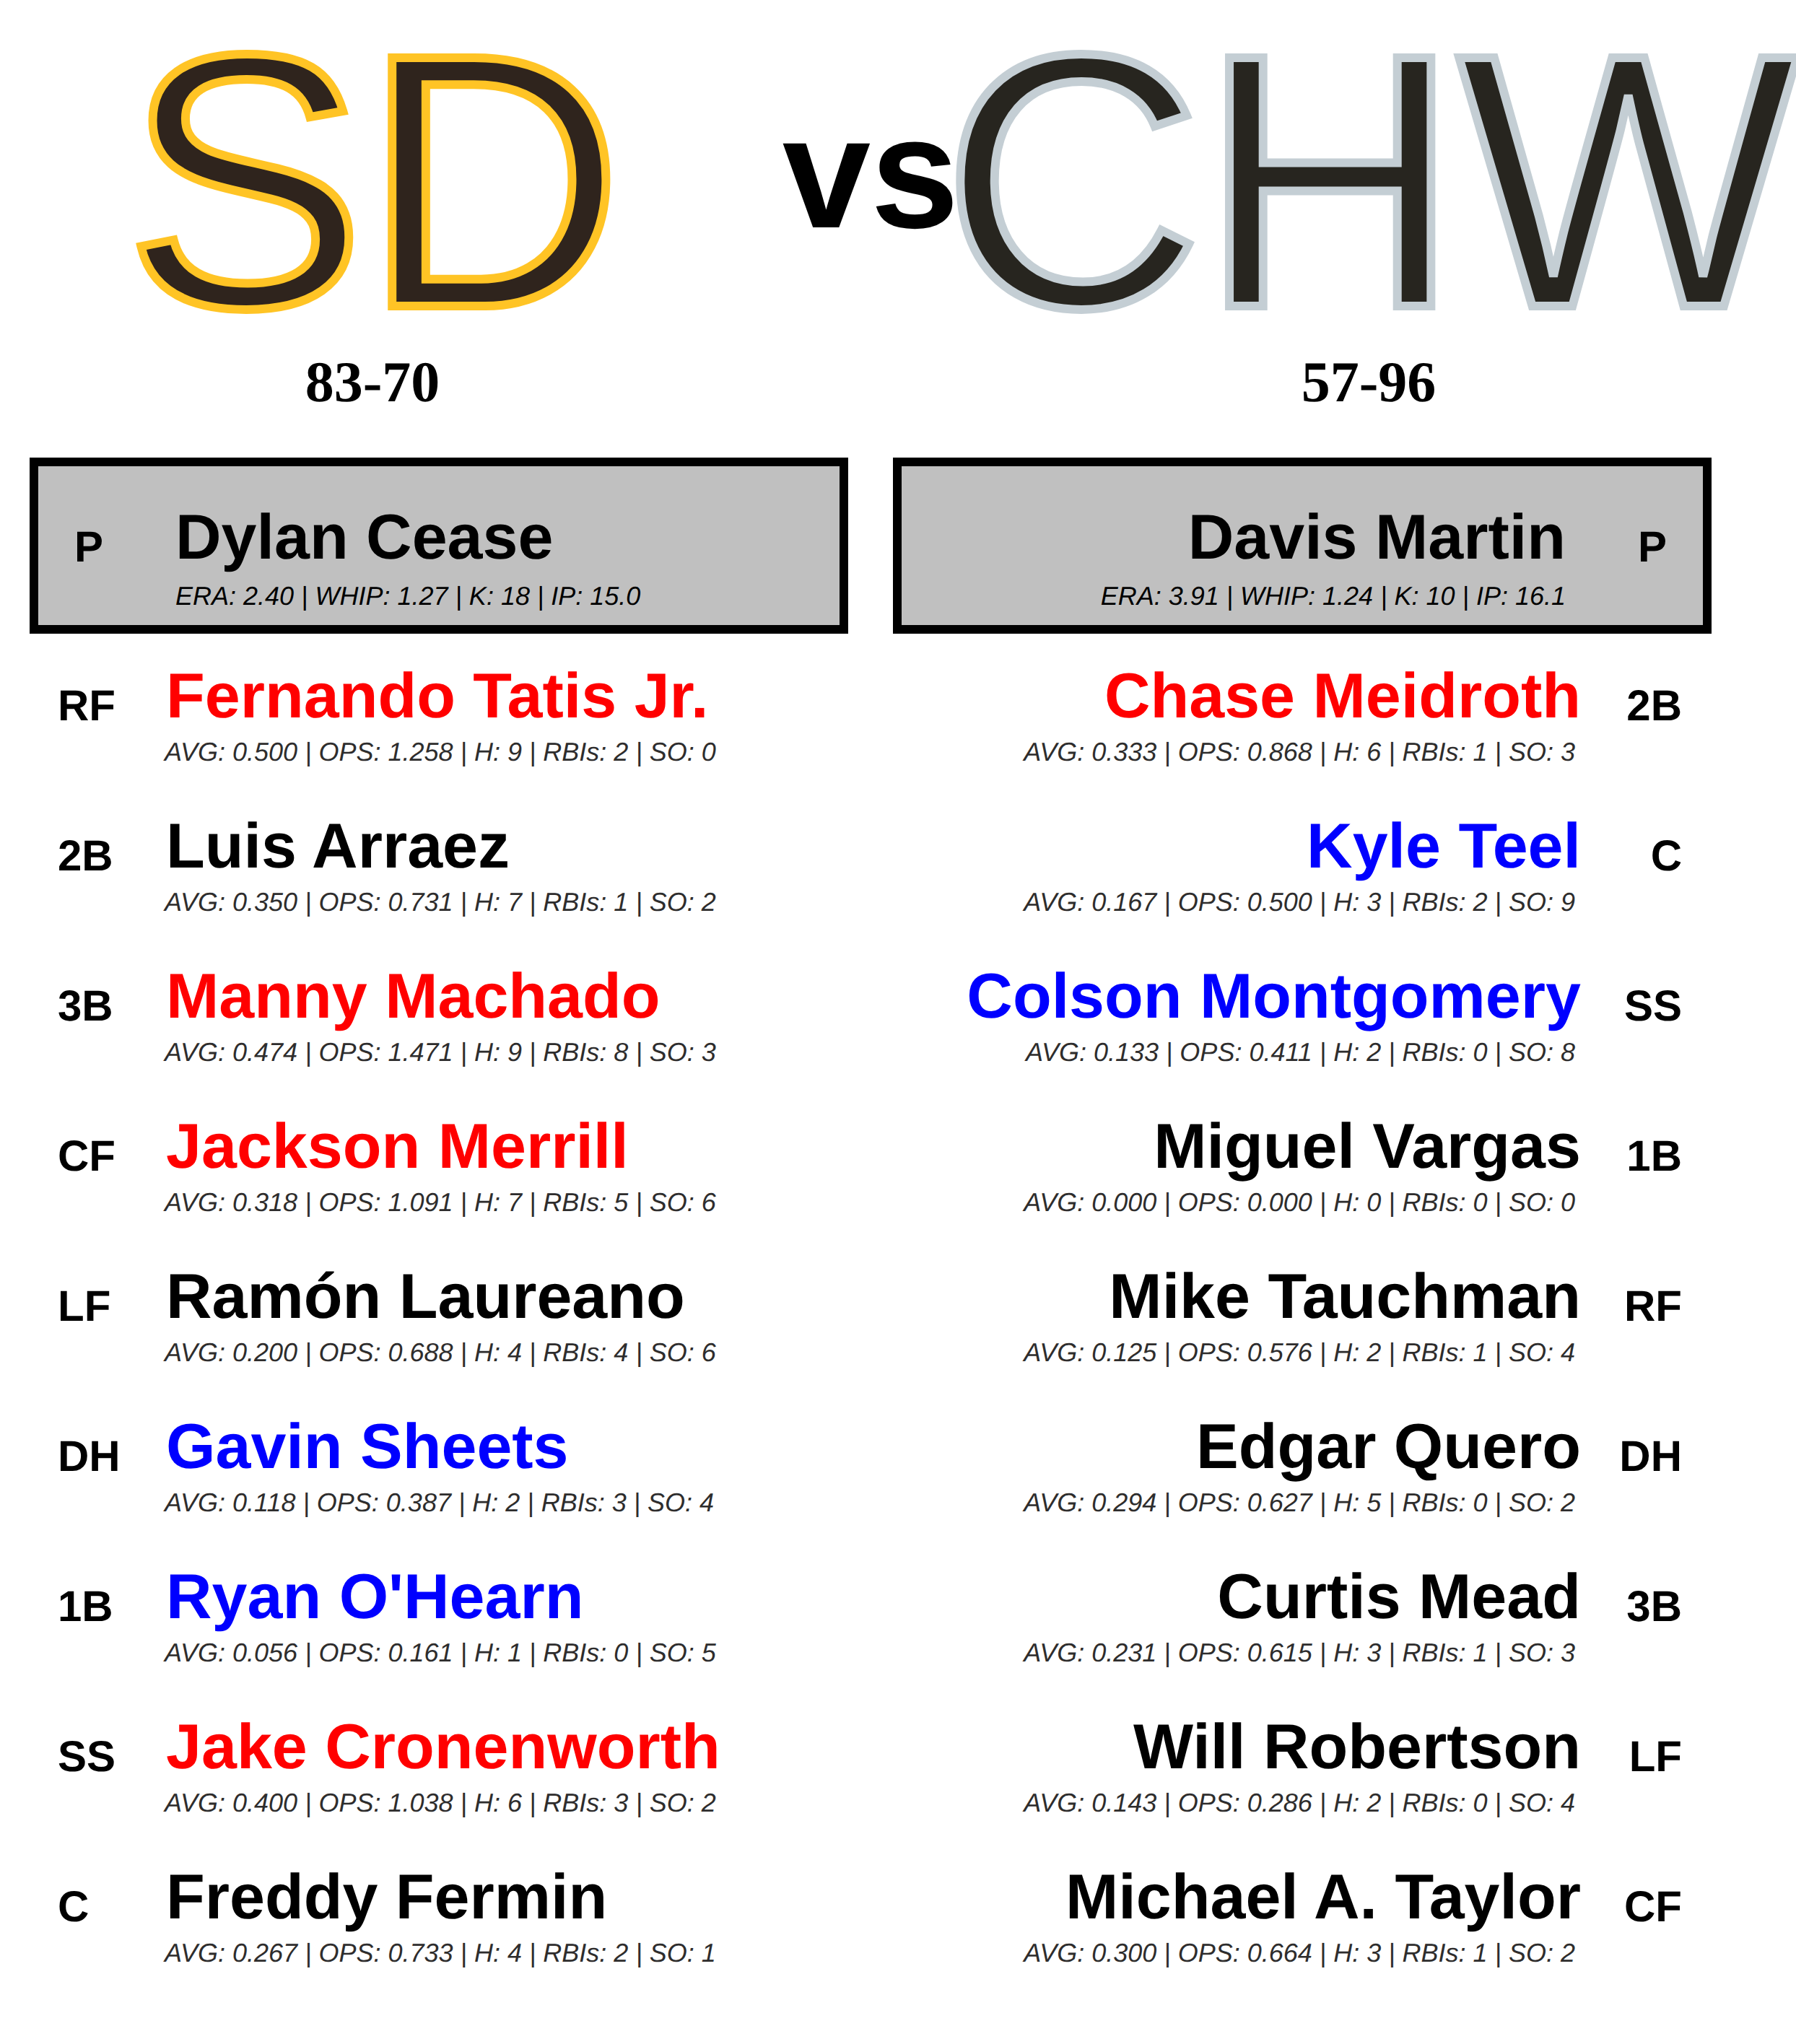 SD vs CHW
83-70 57-96
P Dylan Cease
ERA: 2.40 | WHIP: 1.27 | K: 18 | IP: 15.0
Davis Martin P
ERA: 3.91 | WHIP: 1.24 | K: 10 | IP: 16.1
RF Fernando Tatis Jr.
AVG: 0.500 | OPS: 1.258 | H: 9 | RBIs: 2 | SO: 0
2B Luis Arraez
AVG: 0.350 | OPS: 0.731 | H: 7 | RBIs: 1 | SO: 2
3B Manny Machado
AVG: 0.474 | OPS: 1.471 | H: 9 | RBIs: 8 | SO: 3
CF Jackson Merrill
AVG: 0.318 | OPS: 1.091 | H: 7 | RBIs: 5 | SO: 6
LF Ramón Laureano
AVG: 0.200 | OPS: 0.688 | H: 4 | RBIs: 4 | SO: 6
DH Gavin Sheets
AVG: 0.118 | OPS: 0.387 | H: 2 | RBIs: 3 | SO: 4
1B Ryan O'Hearn
AVG: 0.056 | OPS: 0.161 | H: 1 | RBIs: 0 | SO: 5
SS Jake Cronenworth
AVG: 0.400 | OPS: 1.038 | H: 6 | RBIs: 3 | SO: 2
C Freddy Fermin
AVG: 0.267 | OPS: 0.733 | H: 4 | RBIs: 2 | SO: 1
Chase Meidroth 2B
AVG: 0.333 | OPS: 0.868 | H: 6 | RBIs: 1 | SO: 3
Kyle Teel C
AVG: 0.167 | OPS: 0.500 | H: 3 | RBIs: 2 | SO: 9
Colson Montgomery SS
AVG: 0.133 | OPS: 0.411 | H: 2 | RBIs: 0 | SO: 8
Miguel Vargas 1B
AVG: 0.000 | OPS: 0.000 | H: 0 | RBIs: 0 | SO: 0
Mike Tauchman RF
AVG: 0.125 | OPS: 0.576 | H: 2 | RBIs: 1 | SO: 4
Edgar Quero DH
AVG: 0.294 | OPS: 0.627 | H: 5 | RBIs: 0 | SO: 2
Curtis Mead 3B
AVG: 0.231 | OPS: 0.615 | H: 3 | RBIs: 1 | SO: 3
Will Robertson LF
AVG: 0.143 | OPS: 0.286 | H: 2 | RBIs: 0 | SO: 4
Michael A. Taylor CF
AVG: 0.300 | OPS: 0.664 | H: 3 | RBIs: 1 | SO: 2